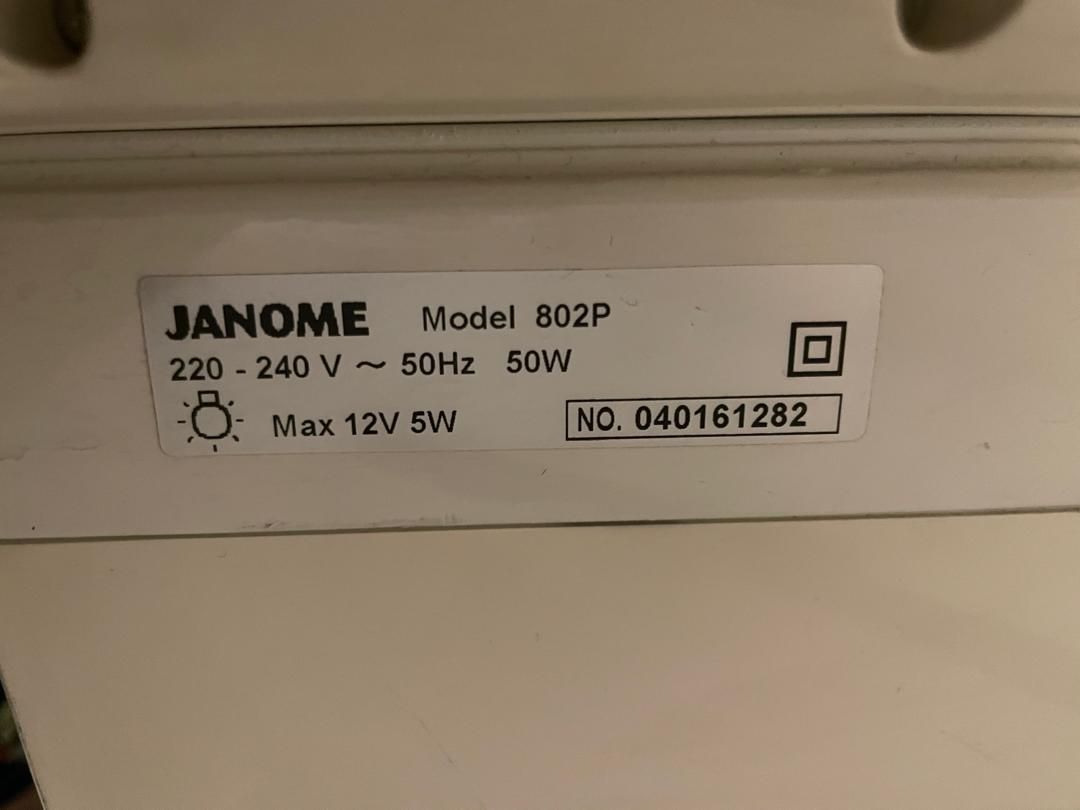 JANOME Model 802P
220 - 240 V ~ 50Hz 50W
Max 12V 5W
NO. 040161282